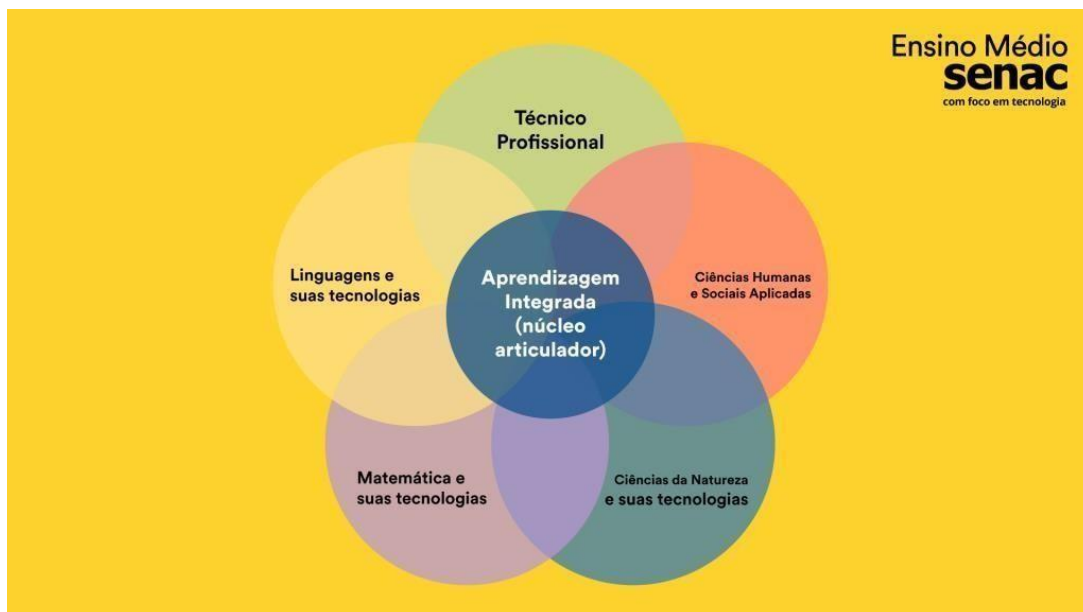 Ensino Médio
senac
com foco em tecnologia
Técnico
Profissional
Linguagens e
suas tecnologias
Aprendizagem
Integrada
(núcleo
articulador)
Ciências Humanas
e Sociais Aplicadas
Matemática e
suas tecnologias
Ciências da Natureza
e suas tecnologias